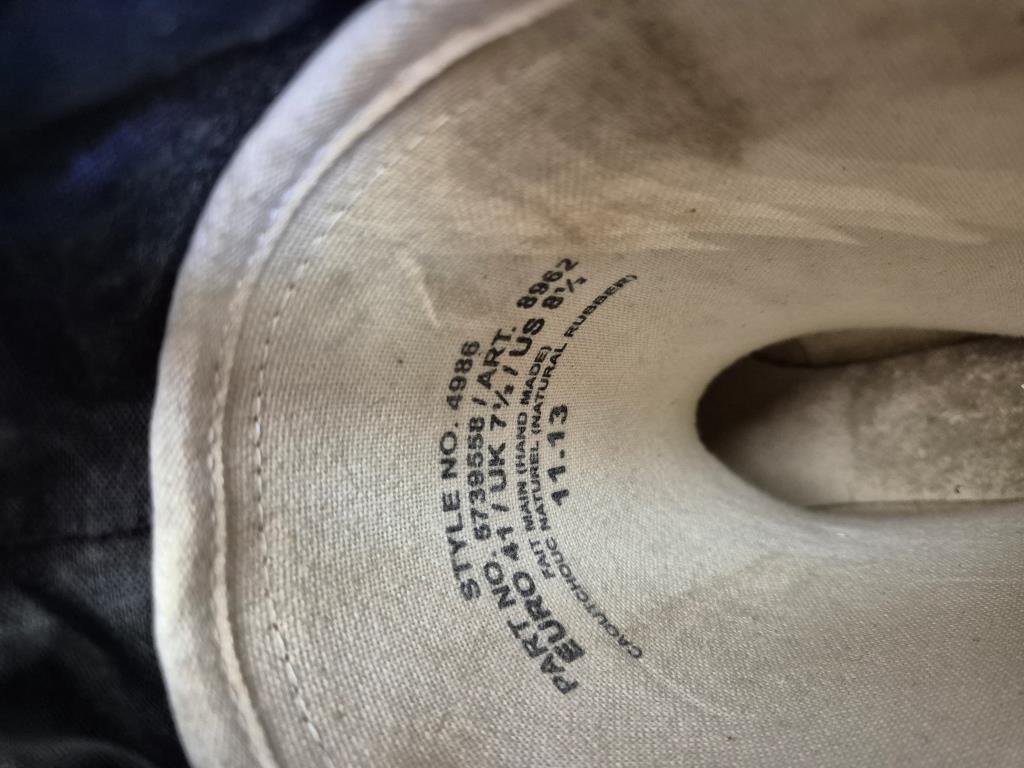 STYLE NO. 4986
PART NO. 5739558 / ART. 8962
EURO 41 / UK 7½ / US 8½
FAIT MAIN (HAND MADE)
CAOUTCHOUC NATUREL (NATURAL RUBBER)
11-13